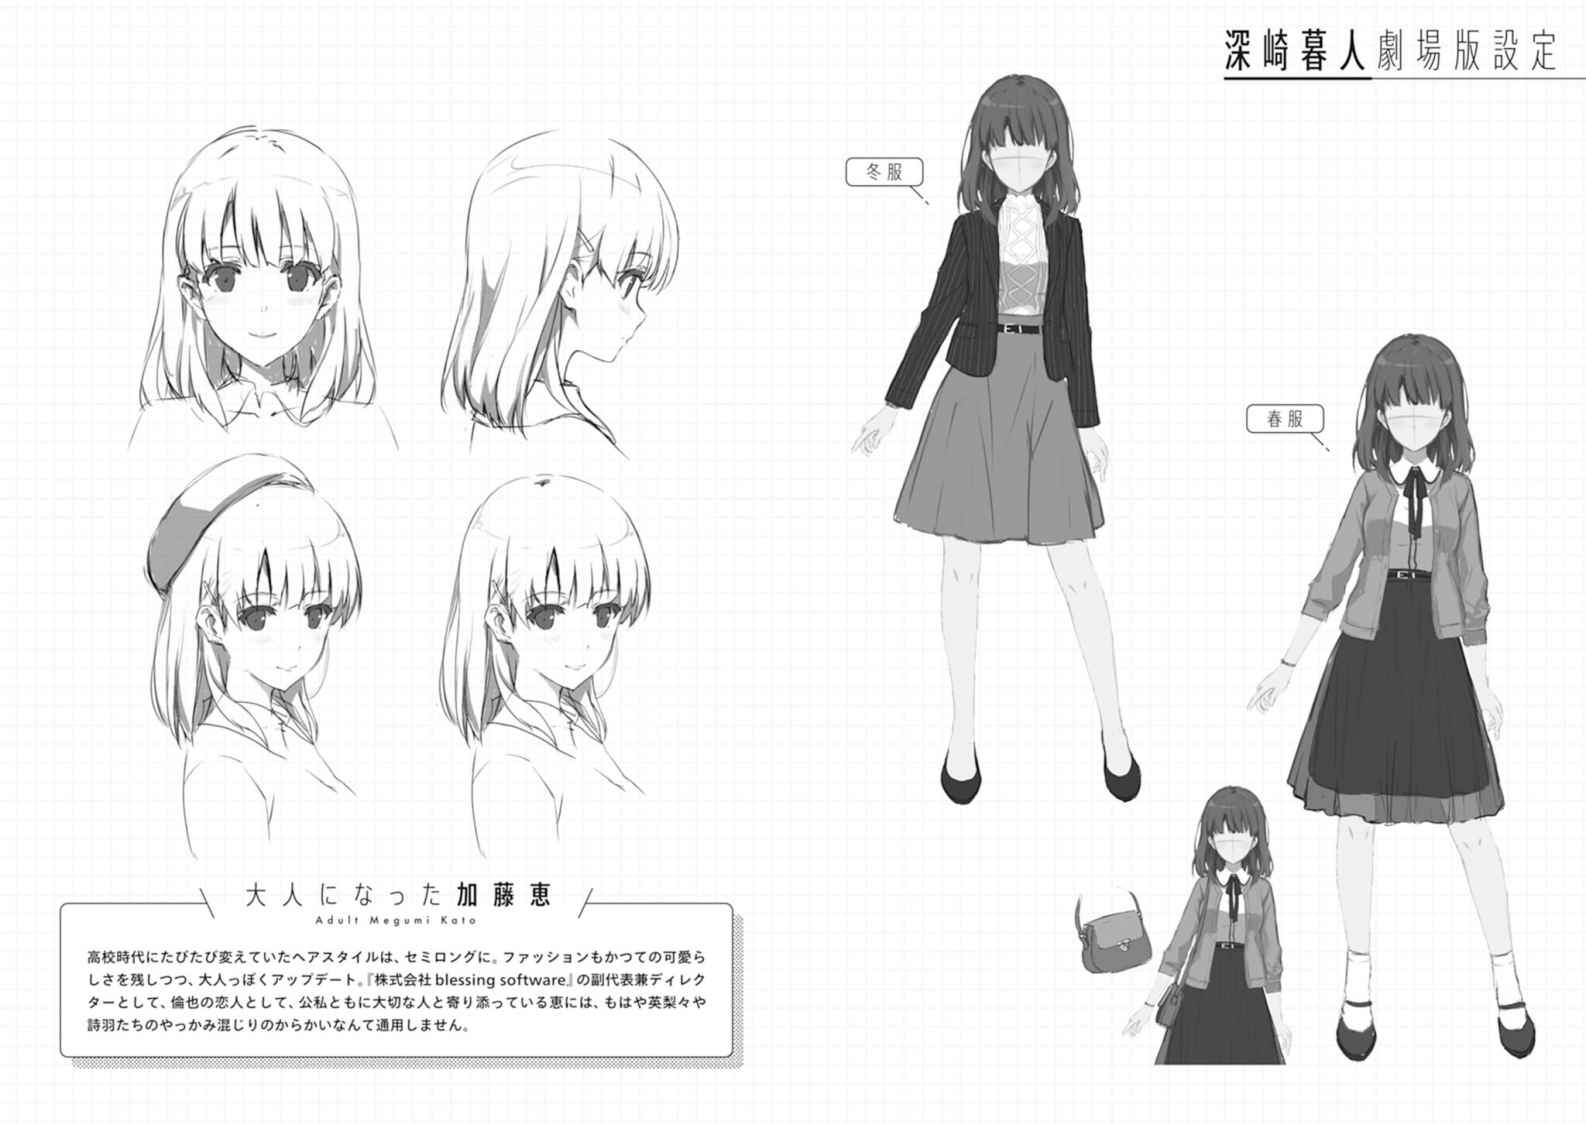 深崎暮人劇場版設定
冬服
春服
大人になった加藤恵
Adult Megumi Kato
高校時代にたびたび変えていたヘアスタイルは、セミロングに。ファッションもかつての可愛ら
しさを残しつつ、大人っぽくアップデート。『株式会社blessing software』の副代表兼ディレク
ターとして、倫也の恋人として、公私ともに大切な人と寄り添っている恵には、もはや英梨々や
詩羽たちのやっかみ混じりのからかいなんて通用しません。